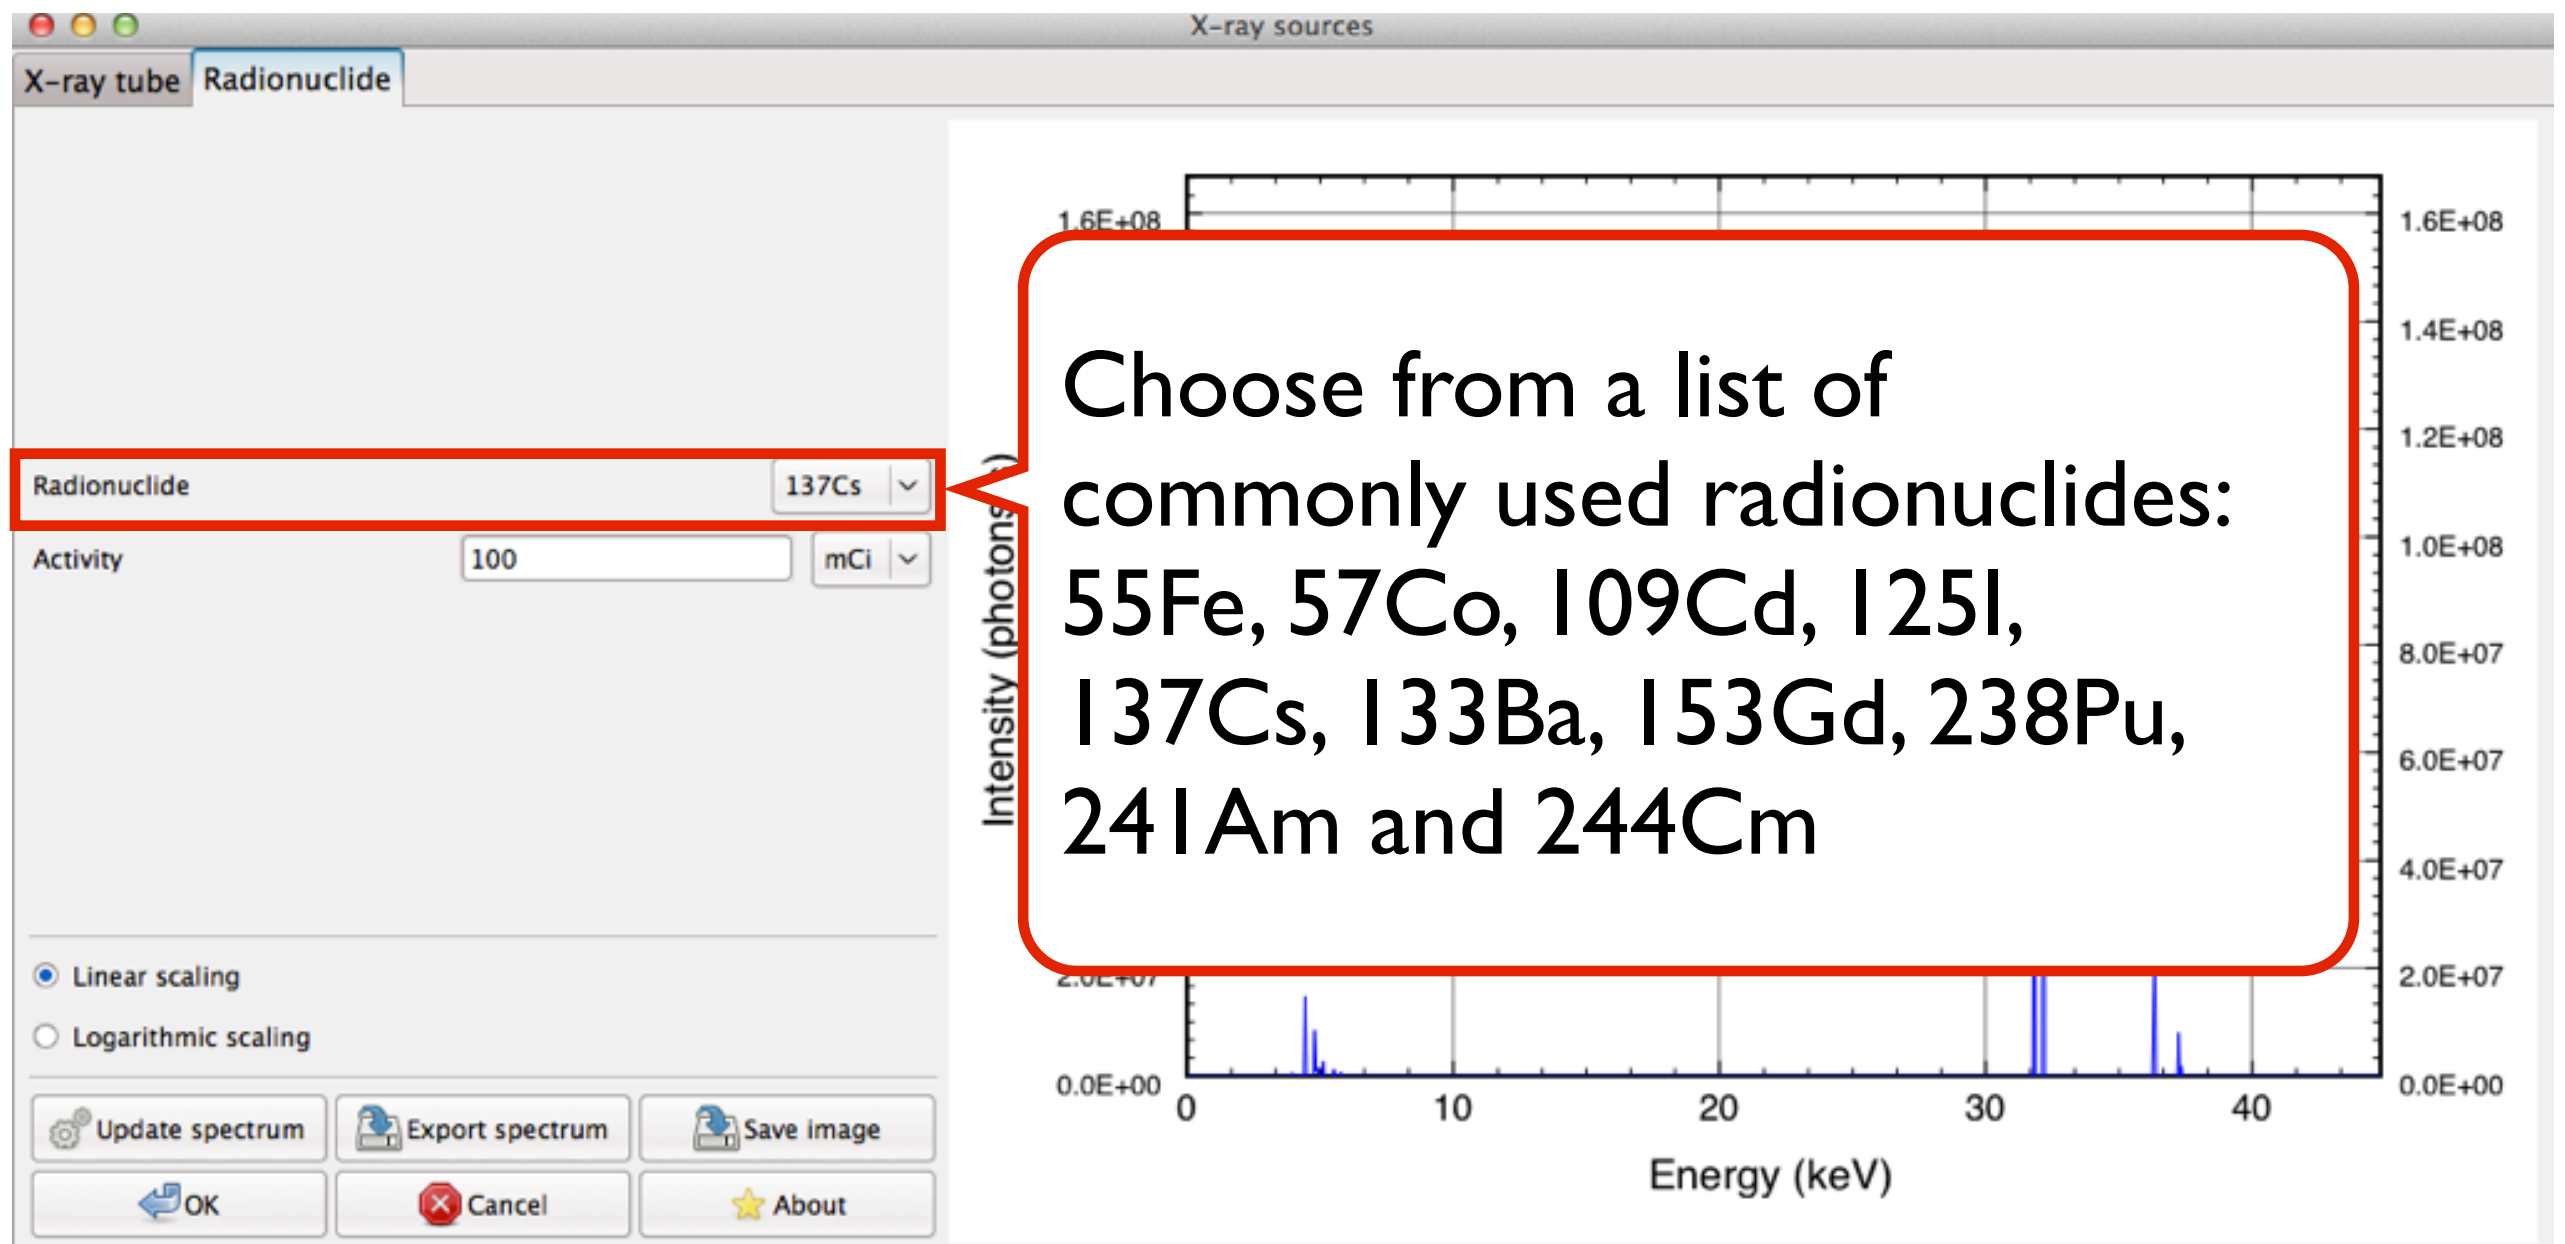 X-ray sources
X-ray tube Radionuclide
Radionuclide 137Cs
Activity 100 mCi
Linear scaling
Logarithmic scaling
Update spectrum Export spectrum Save image
OK Cancel About
Choose from a list of
commonly used radionuclides:
55Fe, 57Co, 109Cd, 125I,
137Cs, 133Ba, 153Gd, 238Pu,
241Am and 244Cm
Intensity (photons
1.6E+08
2.0E+07
0.0E+00
1.6E+08
1.4E+08
1.2E+08
1.0E+08
8.0E+07
6.0E+07
4.0E+07
2.0E+07
0.0E+00
0 10 20 30 40
Energy (keV)